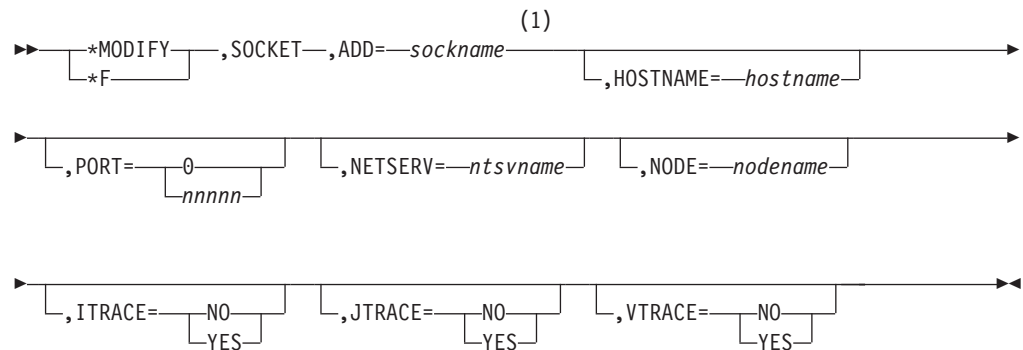 (1)
*MODIFY ,SOCKET ,ADD= sockname
*F ,HOSTNAME= hostname
,PORT= 0 ,NETSERV= ntsvname ,NODE= nodename
nnnnn
,ITRACE= NO ,JTRACE= NO ,VTRACE= NO
YES YES YES